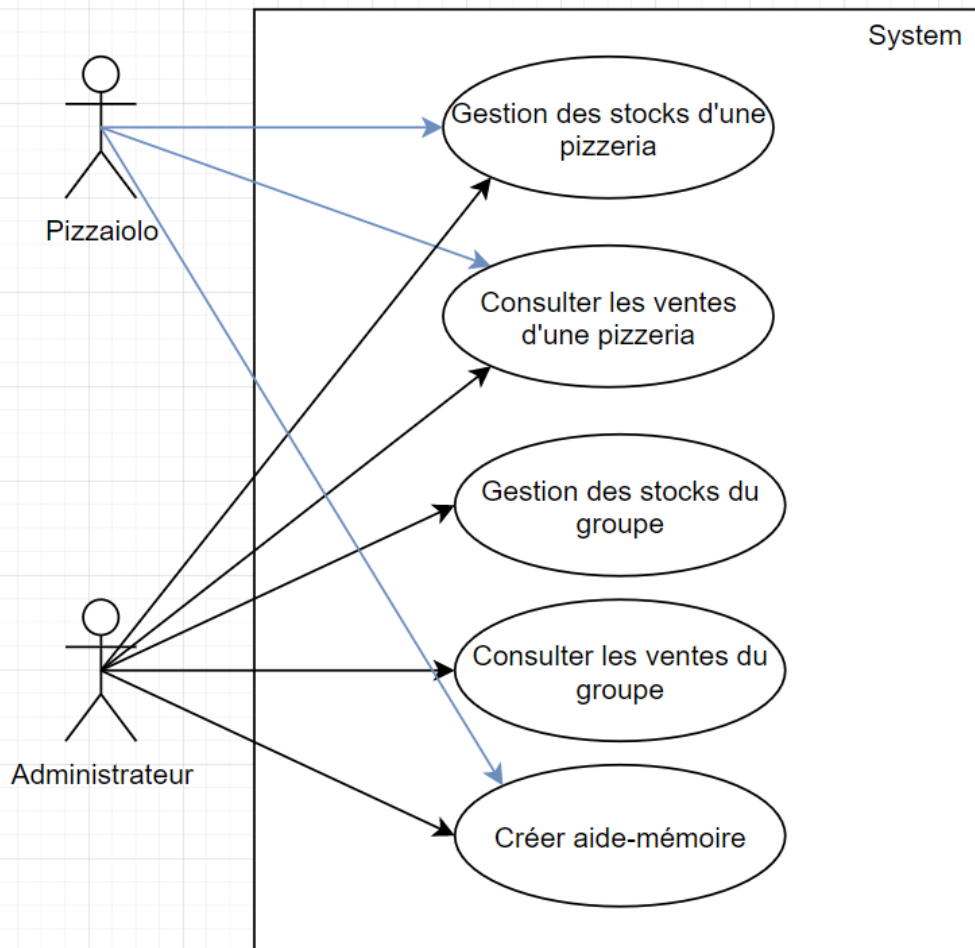 System
Gestion des stocks d'une
pizzeria
Pizzaiolo
Consulter les ventes
d'une pizzeria
Gestion des stocks du
groupe
Consulter les ventes du
groupe
Administrateur
Créer aide-mémoire